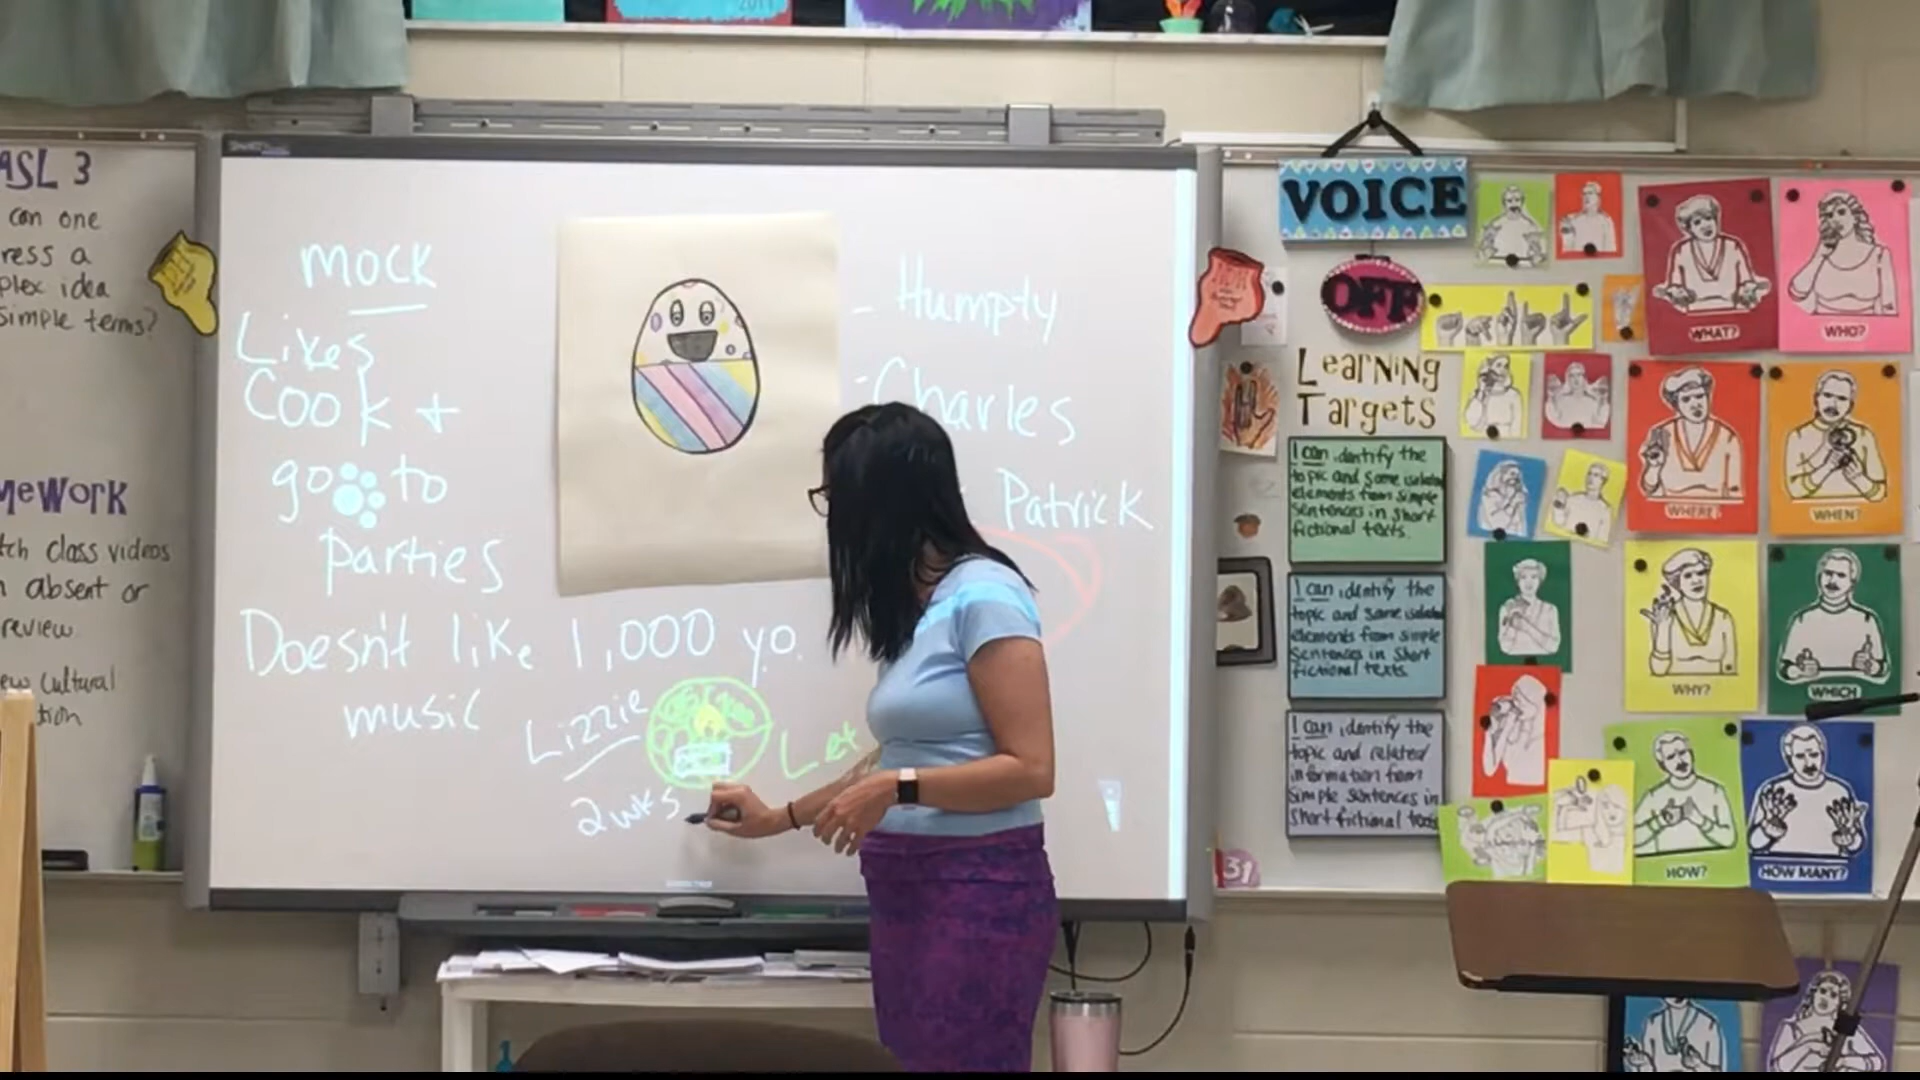 ASL 3
can one
ress a
plex idea
simple terms?
meWork
tch class videos
n absent or
review.
ew cultural
tion
mock
Likes
Cook +
go to
parties
Doesn't like
music
1,000 y.o.
Lizzie
2wks
Let
- Humpty
- Charles
Patrick
VOICE
OFF
Learning
Targets
I can identify the
topic and some isolated
elements from simple
sentences in short
fictional texts.
I can identify the
topic and some isolated
elements from simple
sentences in short
fictional texts.
I can identify the
topic and related
information from
simple sentences in
short fictional texts
31
WHAT?
WHO?
WHERE?
WHEN?
WHY?
WHICH
HOW?
HOW MANY?